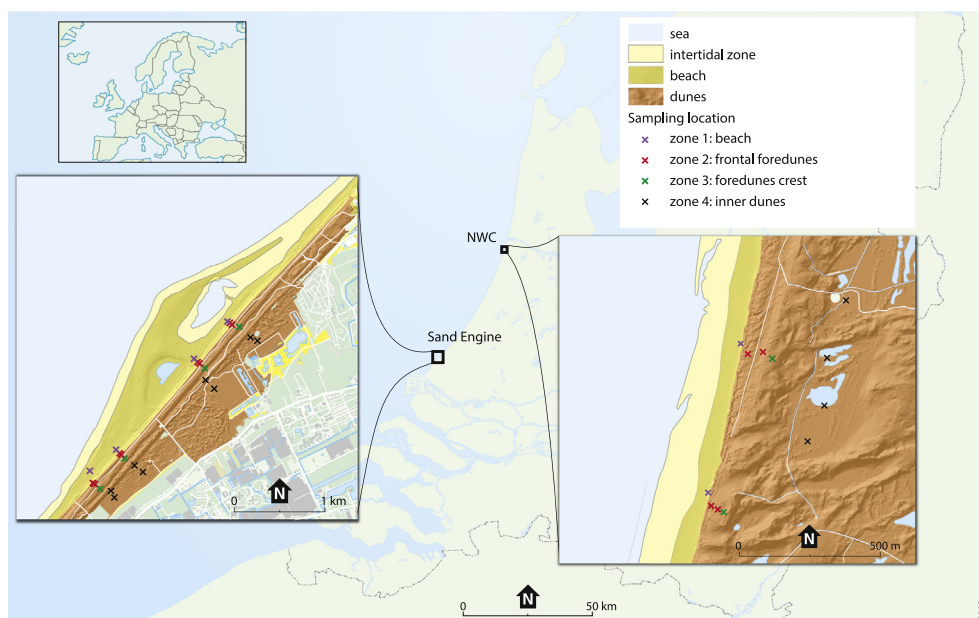 sea
intertidal zone
beach
dunes
Sampling location
zone 1: beach
zone 2: frontal foredunes
zone 3: foredunes crest
zone 4: inner dunes
NWC
Sand Engine
N
0 1 km
N
0 500 m
N
0 50 km